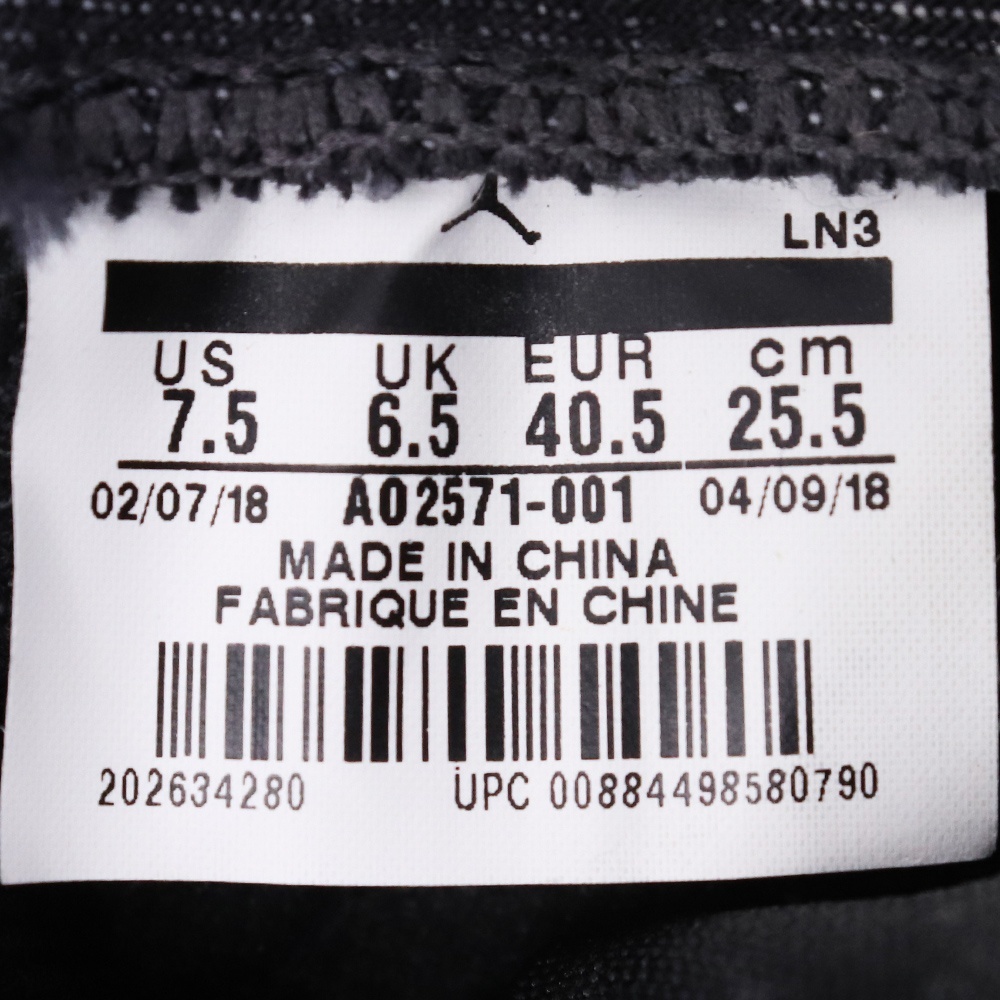 LN3
US UK EUR cm
7.5 6.5 40.5 25.5
02/07/18 AO2571-001 04/09/18
MADE IN CHINA
FABRIQUE EN CHINE
202634280 UPC 00884498580790